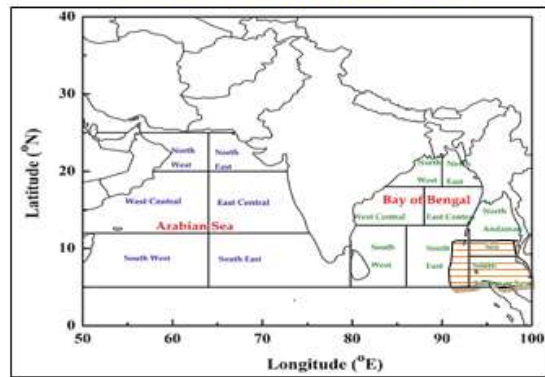 40
30
20
10
0
Latitude (°N)
North
West
North
East
West Central
East Central
Arabian Sea
South West
South East
North
West
North
East
Bay of Bengal
West Central
East Central
South
West
South
East
North
Andaman
Sea
South
50
60
70
80
90
100
Longitude (°E)